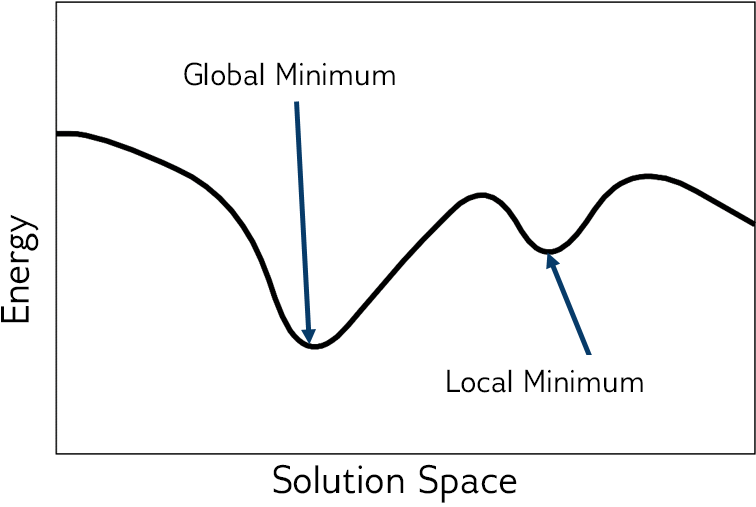 Global Minimum
Energy
Local Minimum
Solution Space